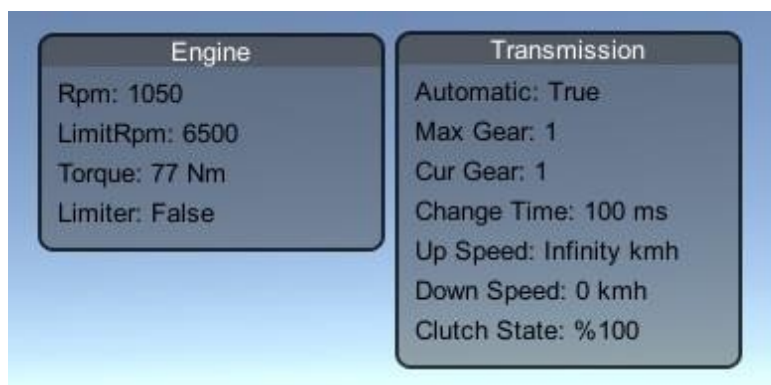 Engine
Rpm: 1050
LimitRpm: 6500
Torque: 77 Nm
Limiter: False
Transmission
Automatic: True
Max Gear: 1
Cur Gear: 1
Change Time: 100 ms
Up Speed: Infinity kmh
Down Speed: 0 kmh
Clutch State: %100